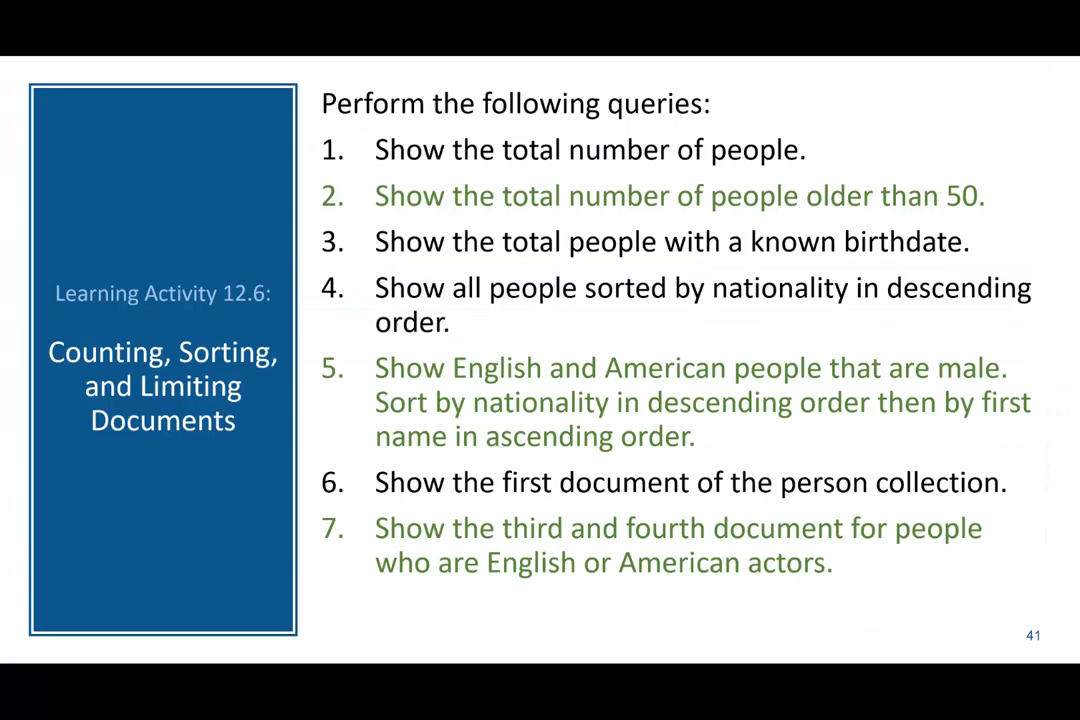 Learning Activity 12.6:
Counting, Sorting,
and Limiting
Documents
Perform the following queries:
1. Show the total number of people.
2. Show the total number of people older than 50.
3. Show the total people with a known birthdate.
4. Show all people sorted by nationality in descending
order.
5. Show English and American people that are male.
Sort by nationality in descending order then by first
name in ascending order.
6. Show the first document of the person collection.
7. Show the third and fourth document for people
who are English or American actors.
41